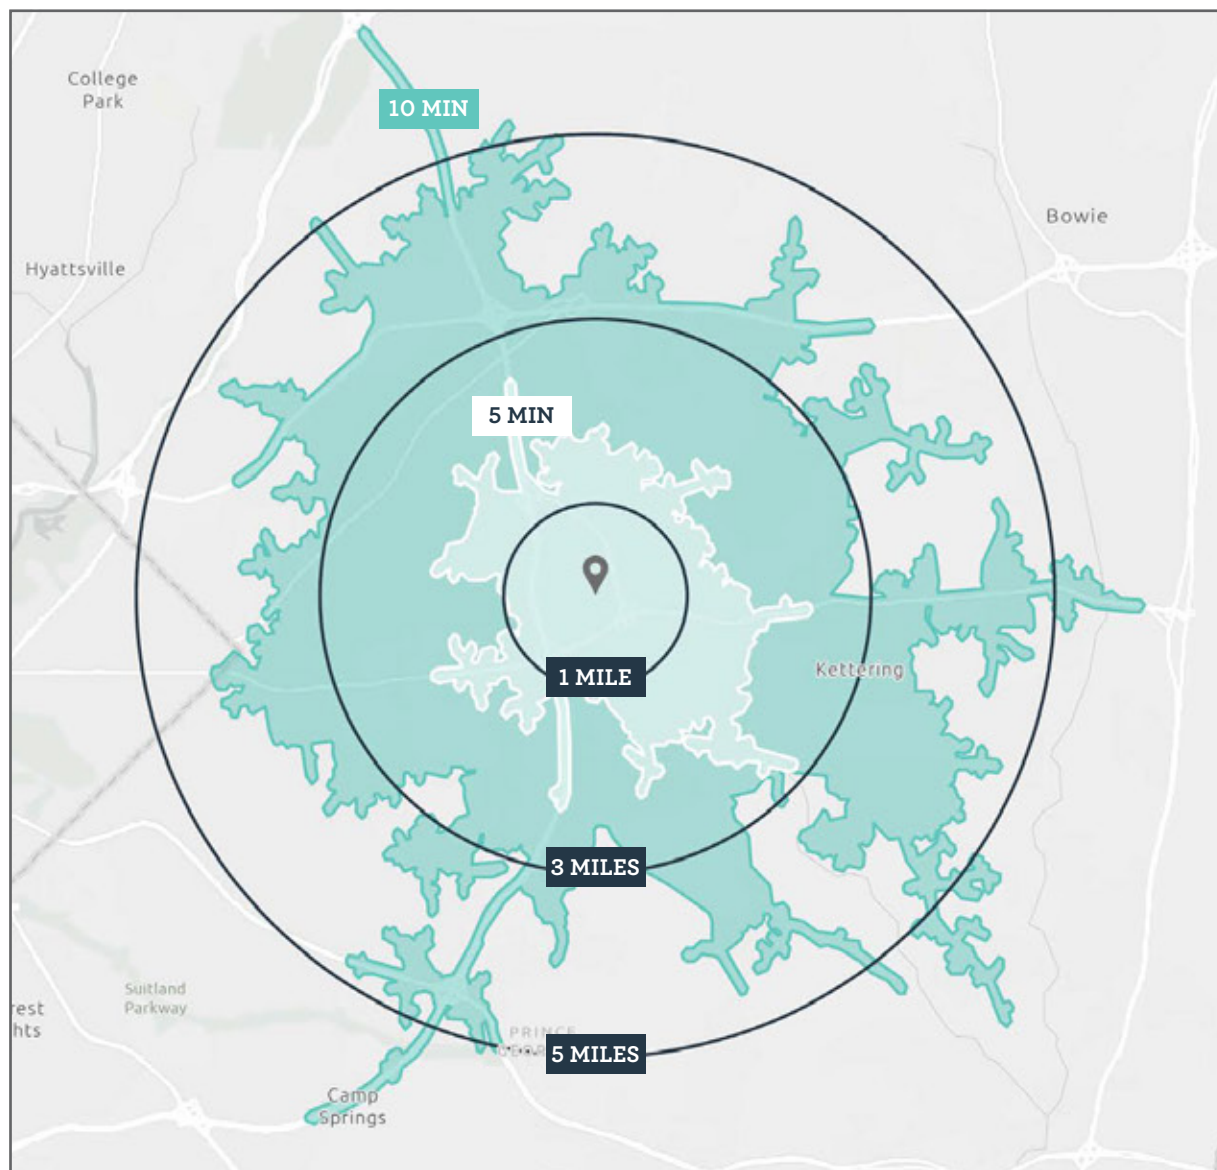 College
Park
10 MIN
Bowie
Hyattsville
5 MIN
1 MILE
Kettering
3 MILES
Suitland
Parkway
rest
hts
PRINCE
5 MILES
Camp
Springs